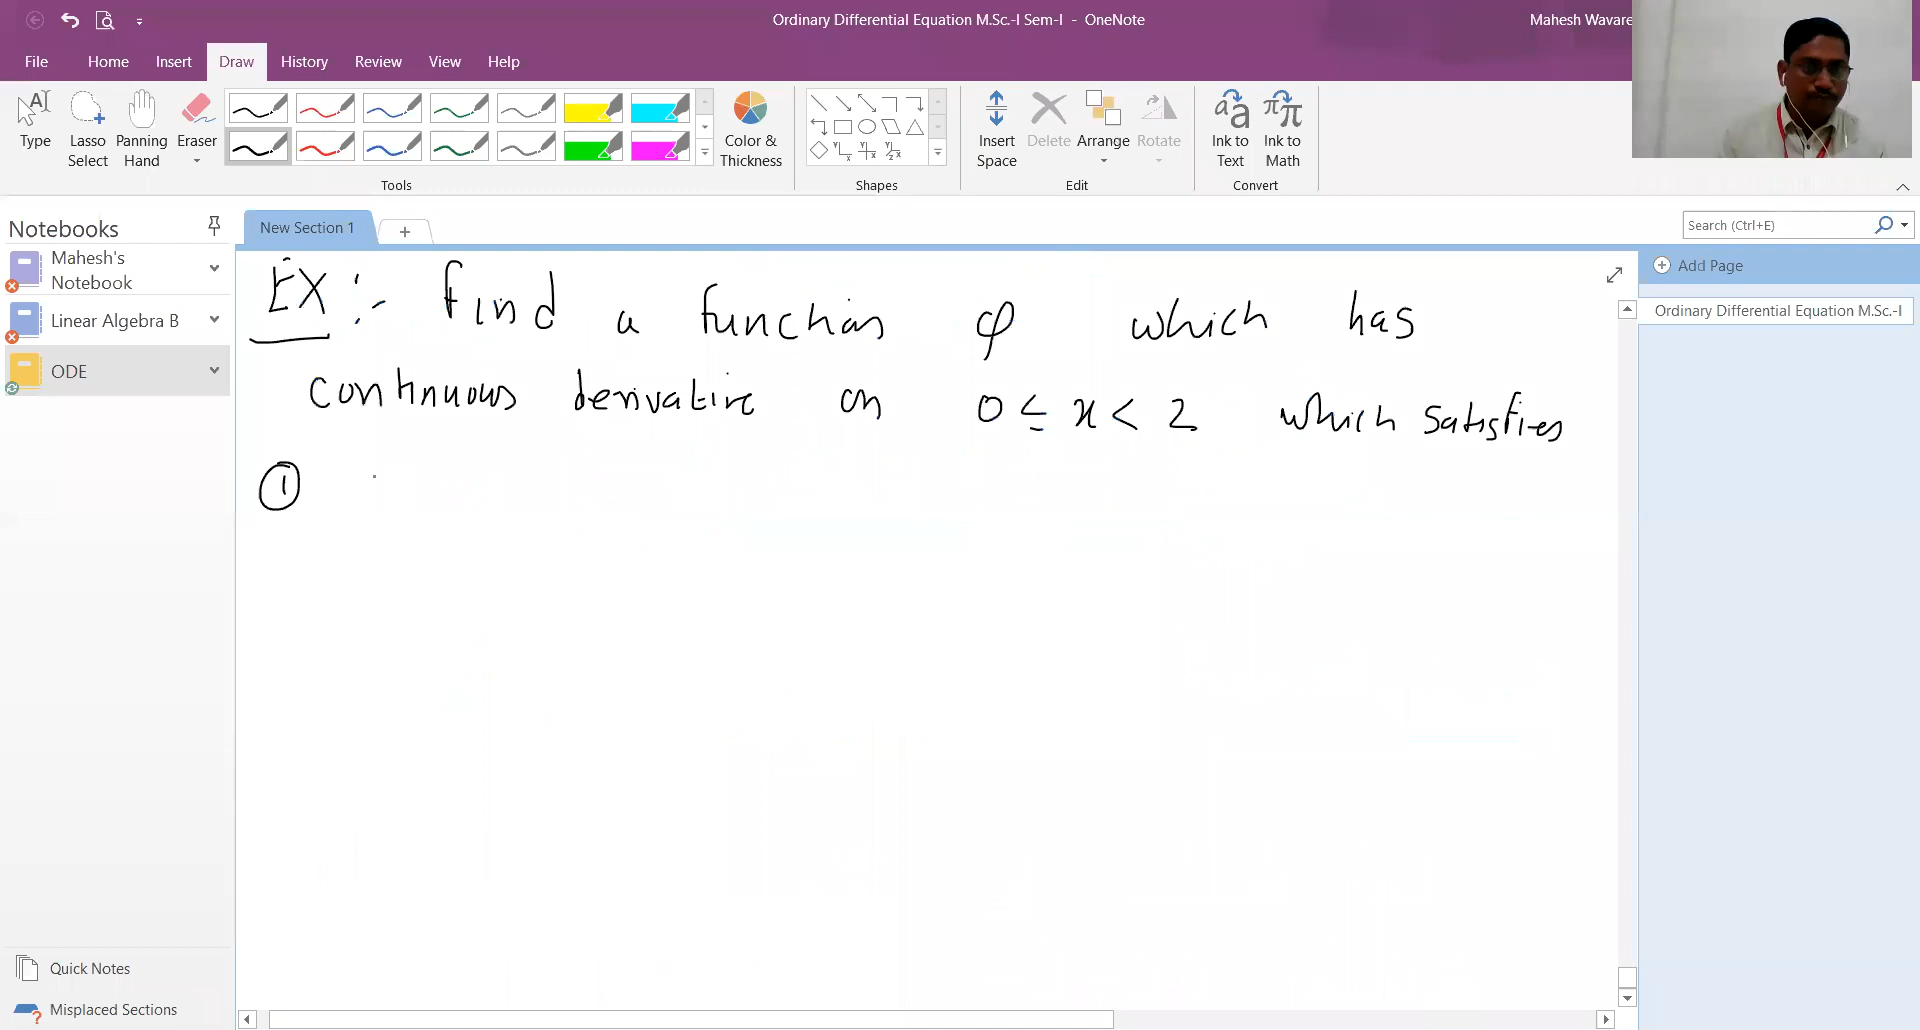 Ordinary Differential Equation M.Sc.-I Sem-I - OneNote
Mahesh Wavare
File Home Insert Draw History Review View Help
Type
Lasso Select
Panning Hand
Eraser
Color & Thickness
Insert Space
Delete
Arrange
Rotate
Ink to Text
Ink to Math
Tools
Shapes
Edit
Convert
Notebooks
New Section 1
+
Search (Ctrl+E)
Mahesh's Notebook
Linear Algebra B
ODE
Add Page
Ordinary Differential Equation M.Sc.-I
EX :- Find a function φ which has
continuous derivative on 0 ≤ x < 2 which satisfies
①
Quick Notes
Misplaced Sections